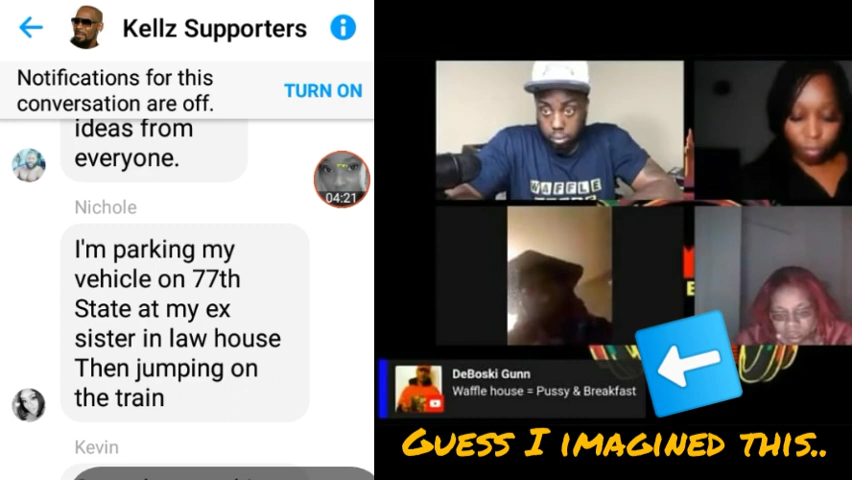 Kellz Supporters
Notifications for this
conversation are off.
TURN ON
ideas from
everyone.
04:21
Nichole
I'm parking my
vehicle on 77th
State at my ex
sister in law house
Then jumping on
the train
Kevin
WAFFLE
DeBoski Gunn
Waffle house = Pussy & Breakfast
GUESS I IMAGINED THIS..